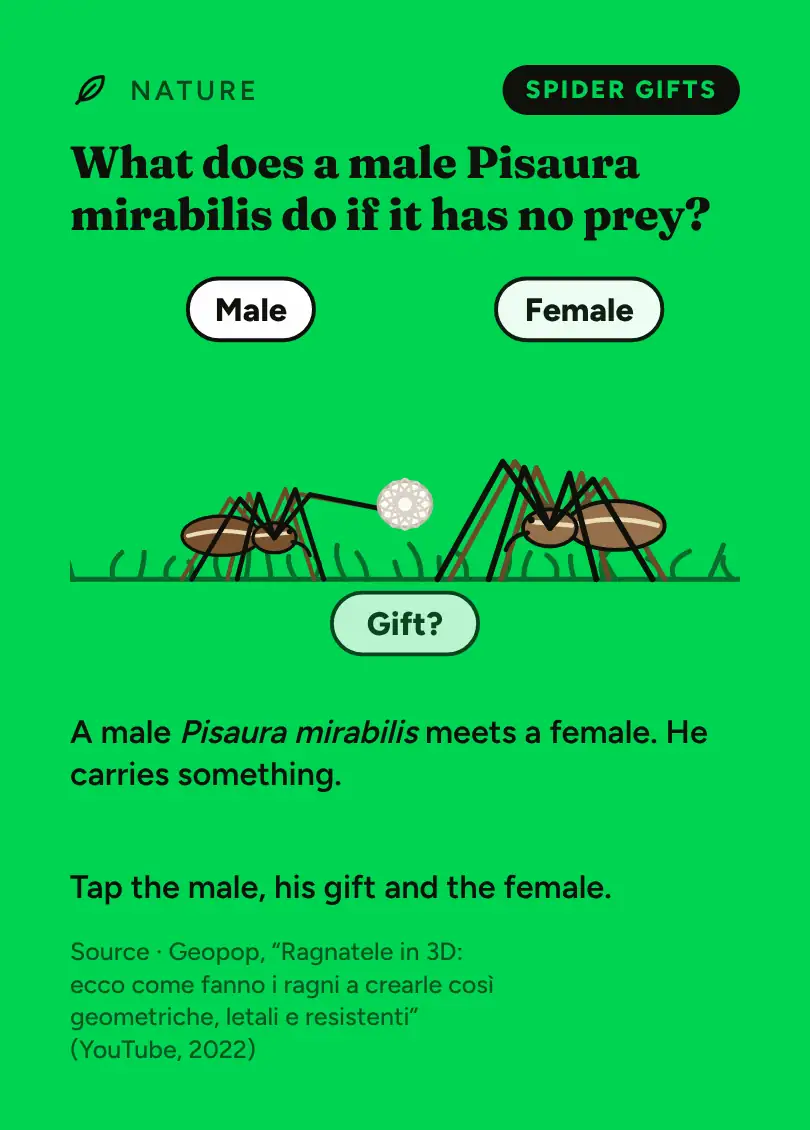 NATURE
SPIDER GIFTS
What does a male Pisaura
mirabilis do if it has no prey?
Male
Female
Gift?
A male Pisaura mirabilis meets a female. He
carries something.
Tap the male, his gift and the female.
Source · Geopop, “Ragnatele in 3D:
ecco come fanno i ragni a crearle così
geometriche, letali e resistenti”
(YouTube, 2022)